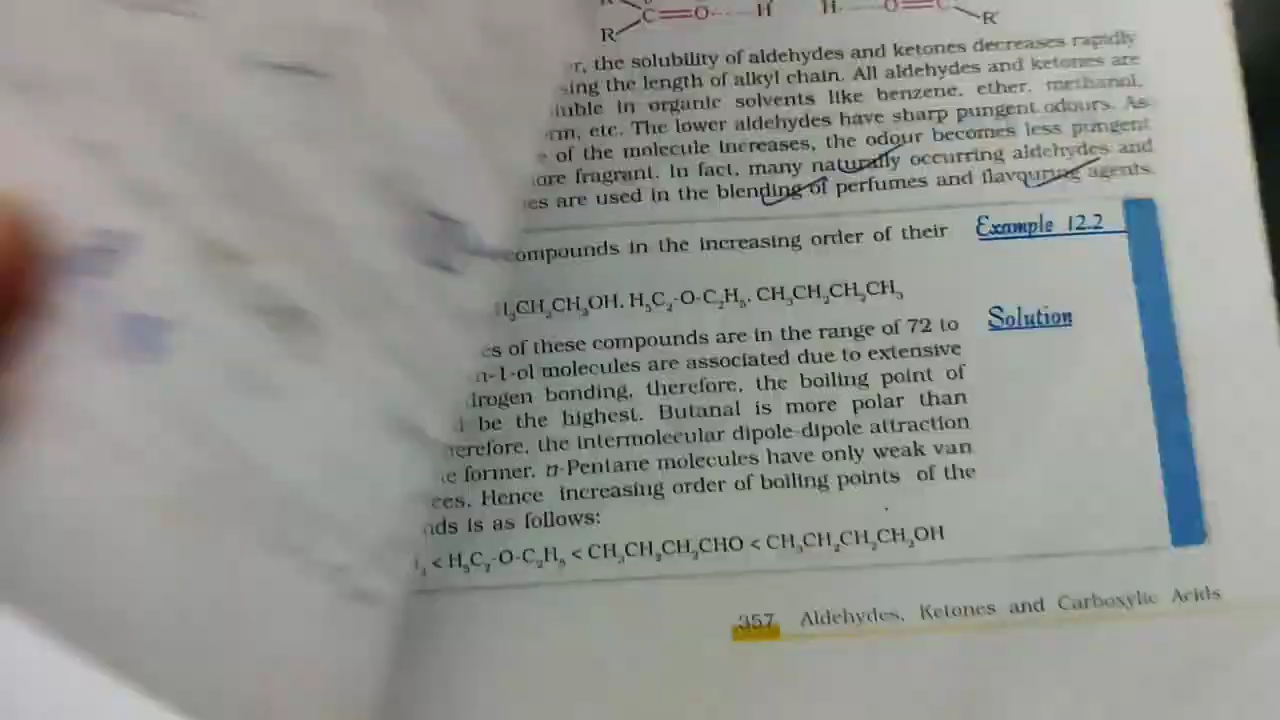 R C=O H H O=C R
r, the solubility of aldehydes and ketones decreases rapidly
sing the length of alkyl chain. All aldehydes and ketones are
luble in organic solvents like benzene, ether, methanol,
rm, etc. The lower aldehydes have sharp pungent odours. As
e of the molecule increases, the odour becomes less pungent
ore fragrant. In fact, many naturally occurring aldehydes and
es are used in the blending of perfumes and flavouring agents.
compounds in the increasing order of their
Example 12.2
₃CH₂CH₂OH, H₅C₂-O-C₂H₅, CH₃CH₂CH₂CH₃
Solution
es of these compounds are in the range of 72 to
n-1-ol molecules are associated due to extensive
drogen bonding, therefore, the boiling point of
be the highest. Butanal is more polar than
herefore, the intermolecular dipole-dipole attraction
e former. n-Pentane molecules have only weak van
ces. Hence increasing order of boiling points of the
nds is as follows:
₃ < H₅C₂-O-C₂H₅ < CH₃CH₂CH₂CHO < CH₃CH₂CH₂CH₂OH
357 Aldehydes, Ketones and Carboxylic Acids